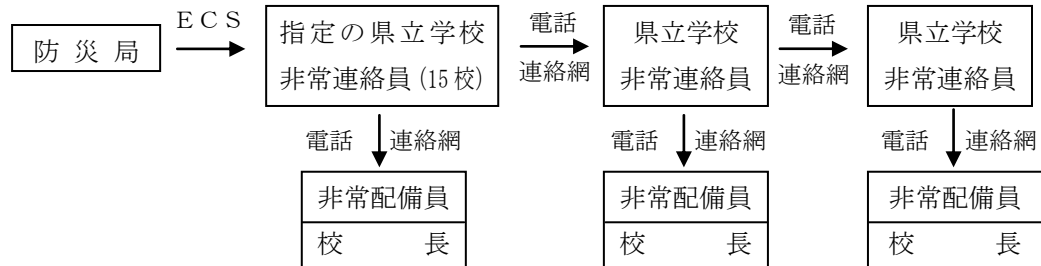 ＥＣＳ
防 災 局
指定の県立学校
非常連絡員 (15校)
電話
連絡網
県立学校
非常連絡員
電話
連絡網
県立学校
非常連絡員
電話 連絡網
電話 連絡網
電話 連絡網
非常配備員
校 長
非常配備員
校 長
非常配備員
校 長